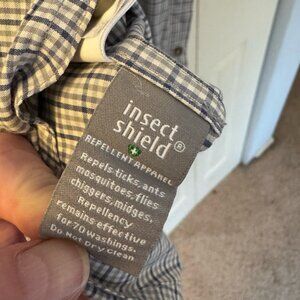 insect
shield®
REPELLENT APPAREL
Repels ticks, ants
mosquitoes, flies
chiggers, midges.
Repellency
remains effective
for 70 washings.
Do Not Dry Clean